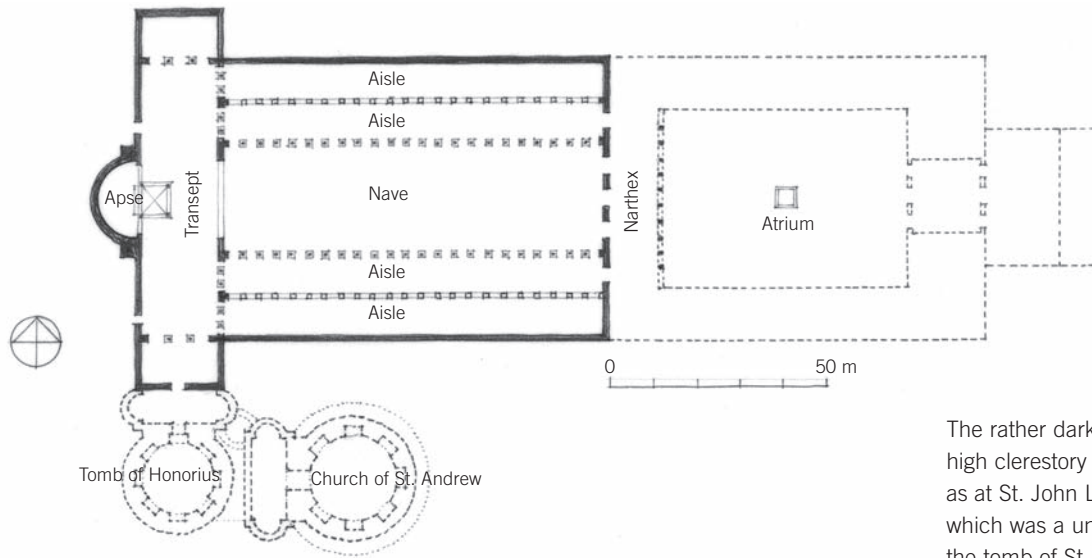 Aisle
Aisle
Apse
Transept
Nave
Narthex
Atrium
Aisle
Aisle
0 50 m
Tomb of Honorius
Church of St. Andrew
The rather dark
high clerestory
as at St. John L
which was a un
the tomb of St.